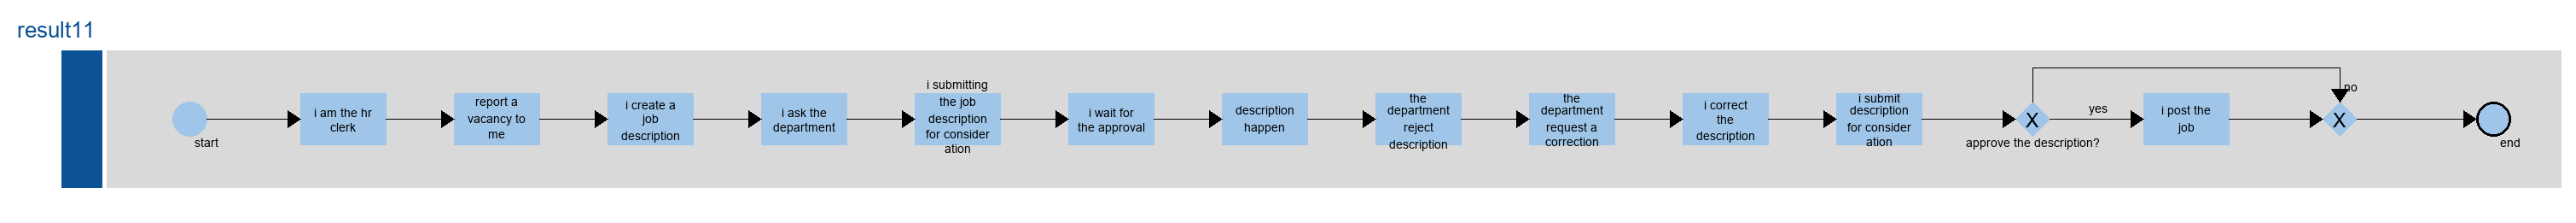 result11
start
i am the hr
clerk
report a
vacancy to
me
i create a
job
description
i ask the
department
i submitting
the job
description
for consider
ation
i wait for
the approval
description
happen
the
department
reject
description
the
department
request a
correction
i correct
the
description
i submit
description
for consider
ation
X
approve the description?
yes
i post the
job
no
X
end